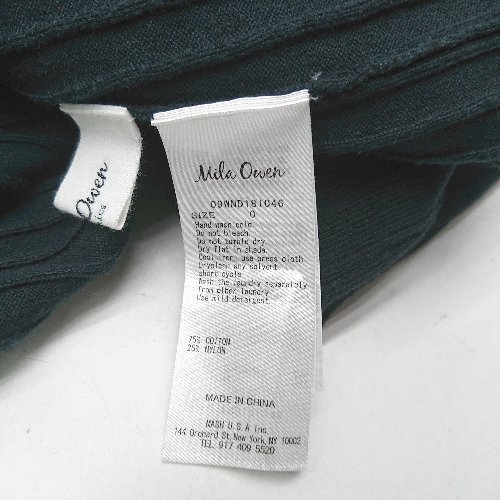 Mila Owen
09WND181046
SIZE 0
Hand wash cold
Do not bleach.
Do not tumble dry
Dry flat in shade.
Cool iron, use press cloth
Dryclean any solvent
short cycle.
Wash the laundry separately
from other laundry
Use mild detergent.
75% COTTON
25% NYLON
MADE IN CHINA
MASH U.S.A Inc.
144 Orchard St, New York, NY 10002
TEL: 917 409 5520
Owen